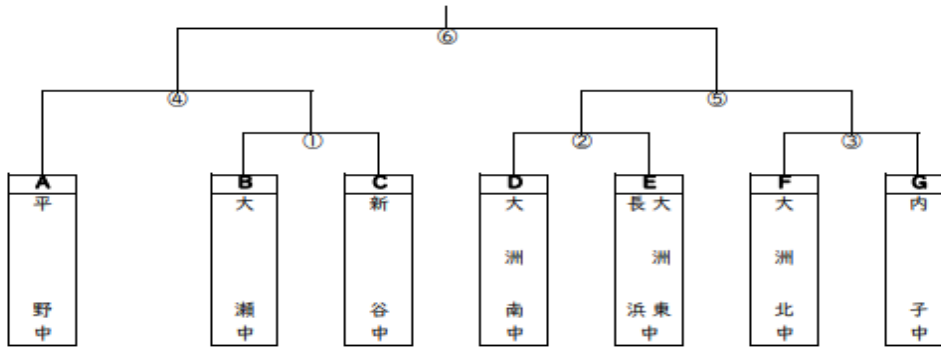 ⑥
④
⑤
①
②
③
A
平野中
B
大瀬中
C
新谷中
D
大洲南中
E
大洲東
長浜
中
F
大洲北中
G
内子中